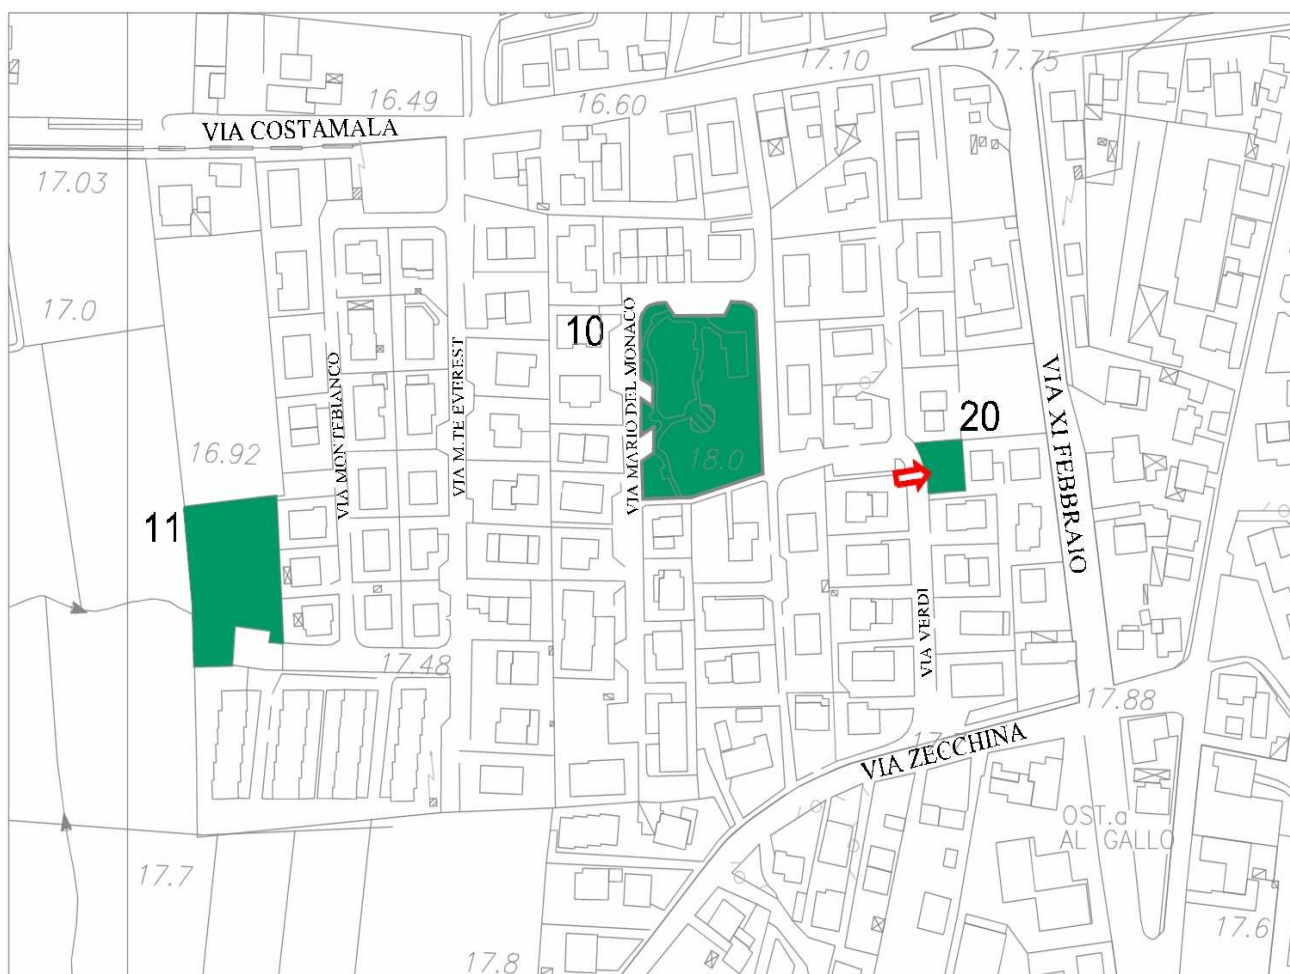 17.10
17.75
16.49
16.60
VIA COSTAMALA
17.03
17.0
10
VIA MARIO DEL MONACO
VIA M.TE EVEREST
VIA MONTEBIANCO
VIA XI FEBBRAIO
20
16.92
18.0
11
VIA VERDI
17.48
17.88
VIA ZECCHINA
OST.a
AL GALLO
17.7
17.6
17.8